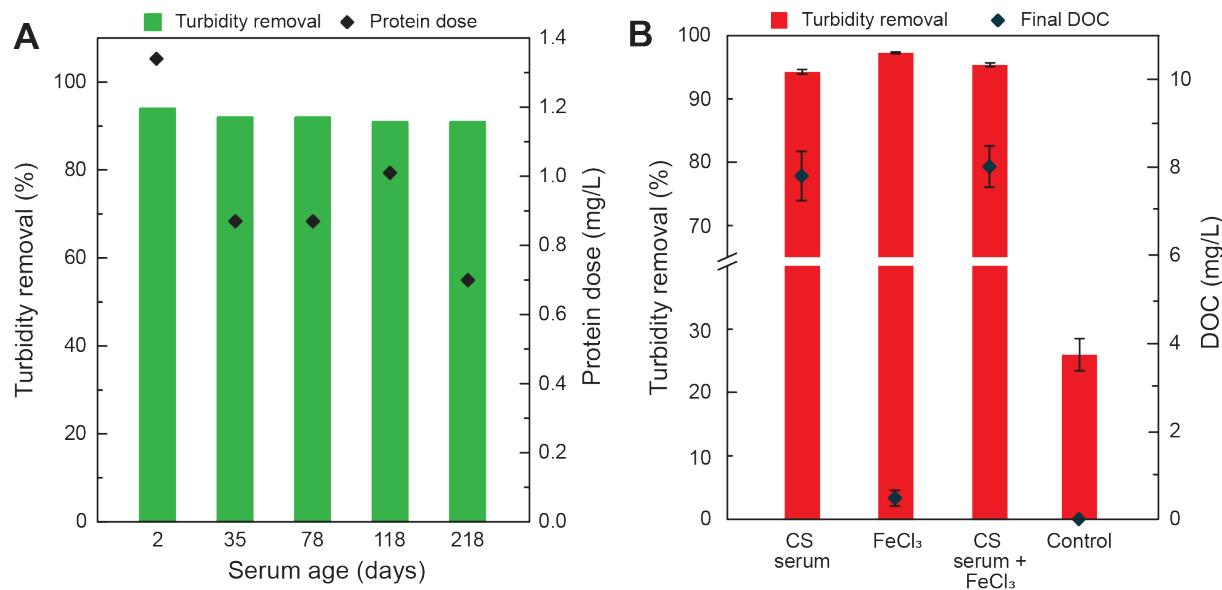 A
Turbidity removal
Protein dose
Turbidity removal (%)
100
80
60
40
20
0
1.4
1.2
1.0
0.8
0.6
0.4
0.2
0.0
Protein dose (mg/L)
2 35 78 118 218
Serum age (days)
B
Turbidity removal
Final DOC
Turbidity removal (%)
100
90
80
70
30
20
10
0
10
8
6
4
2
0
DOC (mg/L)
CS
serum
FeCl₃
CS
serum +
FeCl₃
Control